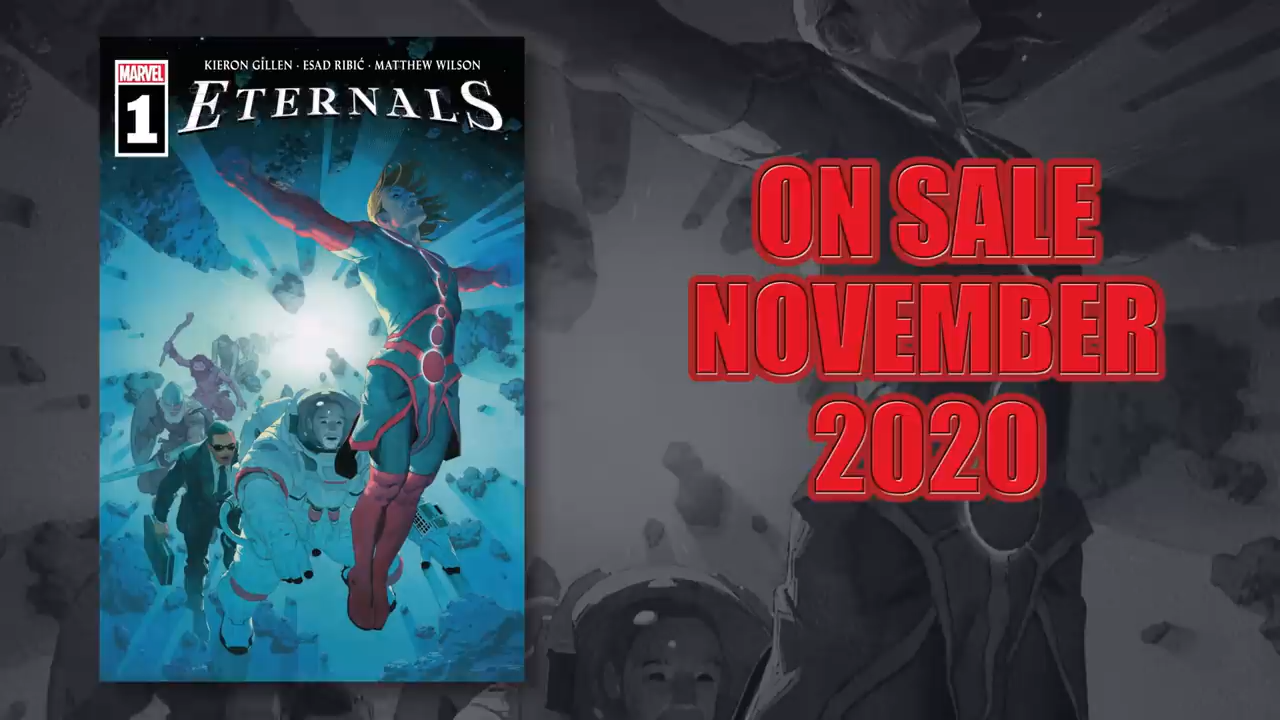 KIERON GILLEN · ESAD RIBIĆ · MATTHEW WILSON
MARVEL
1
ETERNALS
ON SALE
NOVEMBER
2020